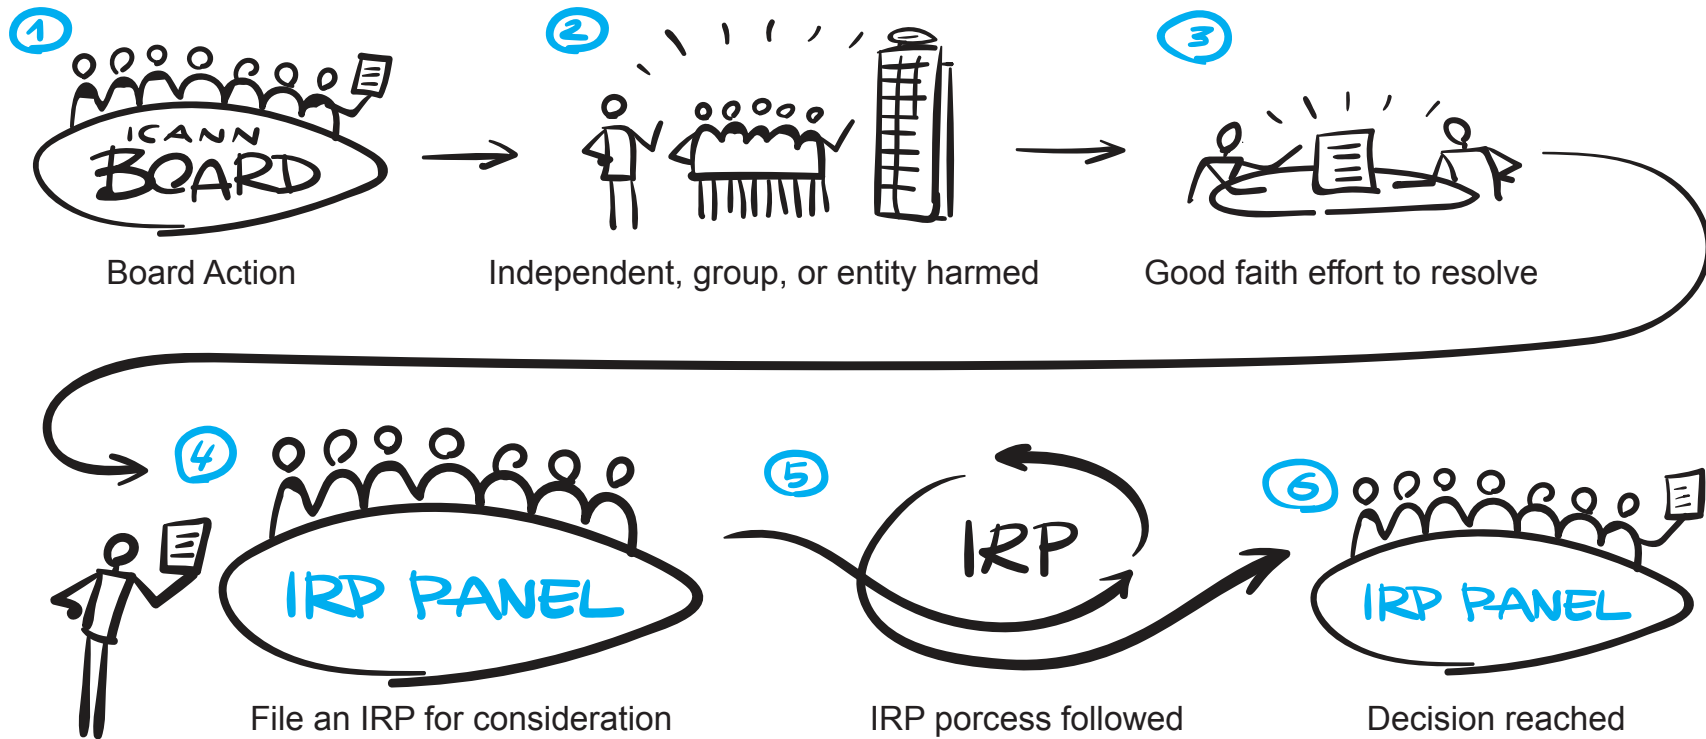 1
ICANN
BOARD
Board Action
2
Independent, group, or entity harmed
3
Good faith effort to resolve
4
IRP PANEL
File an IRP for consideration
5
IRP
IRP porcess followed
6
IRP PANEL
Decision reached